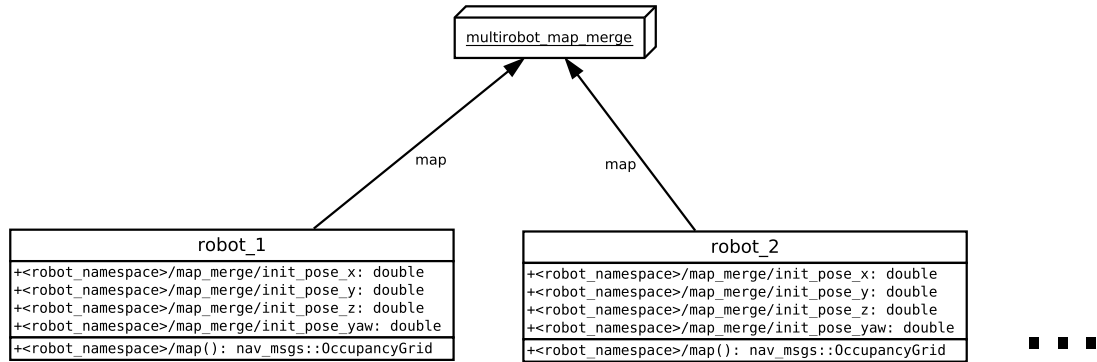 multirobot_map_merge
map
map
robot_1
+<robot_namespace>/map_merge/init_pose_x: double
+<robot_namespace>/map_merge/init_pose_y: double
+<robot_namespace>/map_merge/init_pose_z: double
+<robot_namespace>/map_merge/init_pose_yaw: double
+<robot_namespace>/map(): nav_msgs::OccupancyGrid
robot_2
+<robot_namespace>/map_merge/init_pose_x: double
+<robot_namespace>/map_merge/init_pose_y: double
+<robot_namespace>/map_merge/init_pose_z: double
+<robot_namespace>/map_merge/init_pose_yaw: double
+<robot_namespace>/map(): nav_msgs::OccupancyGrid
...